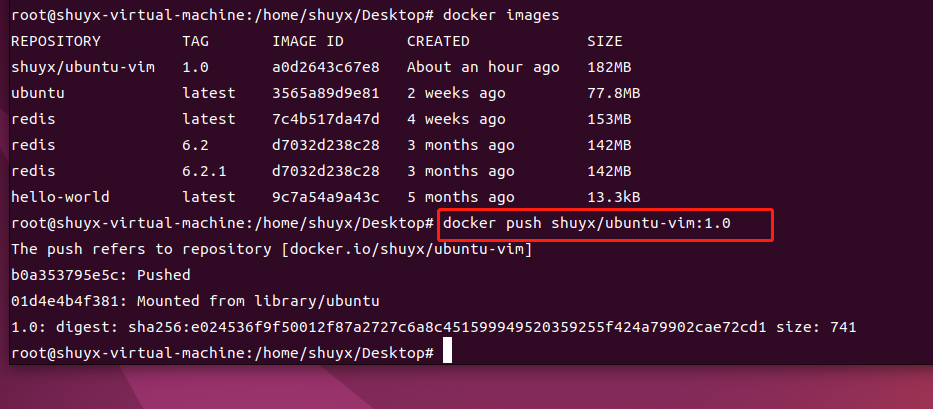 root@shuyx-virtual-machine:/home/shuyx/Desktop# docker images
REPOSITORY TAG IMAGE ID CREATED SIZE
shuyx/ubuntu-vim 1.0 a0d2643c67e8 About an hour ago 182MB
ubuntu latest 3565a89d9e81 2 weeks ago 77.8MB
redis latest 7c4b517da47d 4 weeks ago 153MB
redis 6.2 d7032d238c28 3 months ago 142MB
redis 6.2.1 d7032d238c28 3 months ago 142MB
hello-world latest 9c7a54a9a43c 5 months ago 13.3kB
root@shuyx-virtual-machine:/home/shuyx/Desktop# docker push shuyx/ubuntu-vim:1.0
The push refers to repository [docker.io/shuyx/ubuntu-vim]
b0a353795e5c: Pushed
01d4e4b4f381: Mounted from library/ubuntu
1.0: digest: sha256:e024536f9f50012f87a2727c6a8c451599949520359255f424a79902cae72cd1 size: 741
root@shuyx-virtual-machine:/home/shuyx/Desktop#